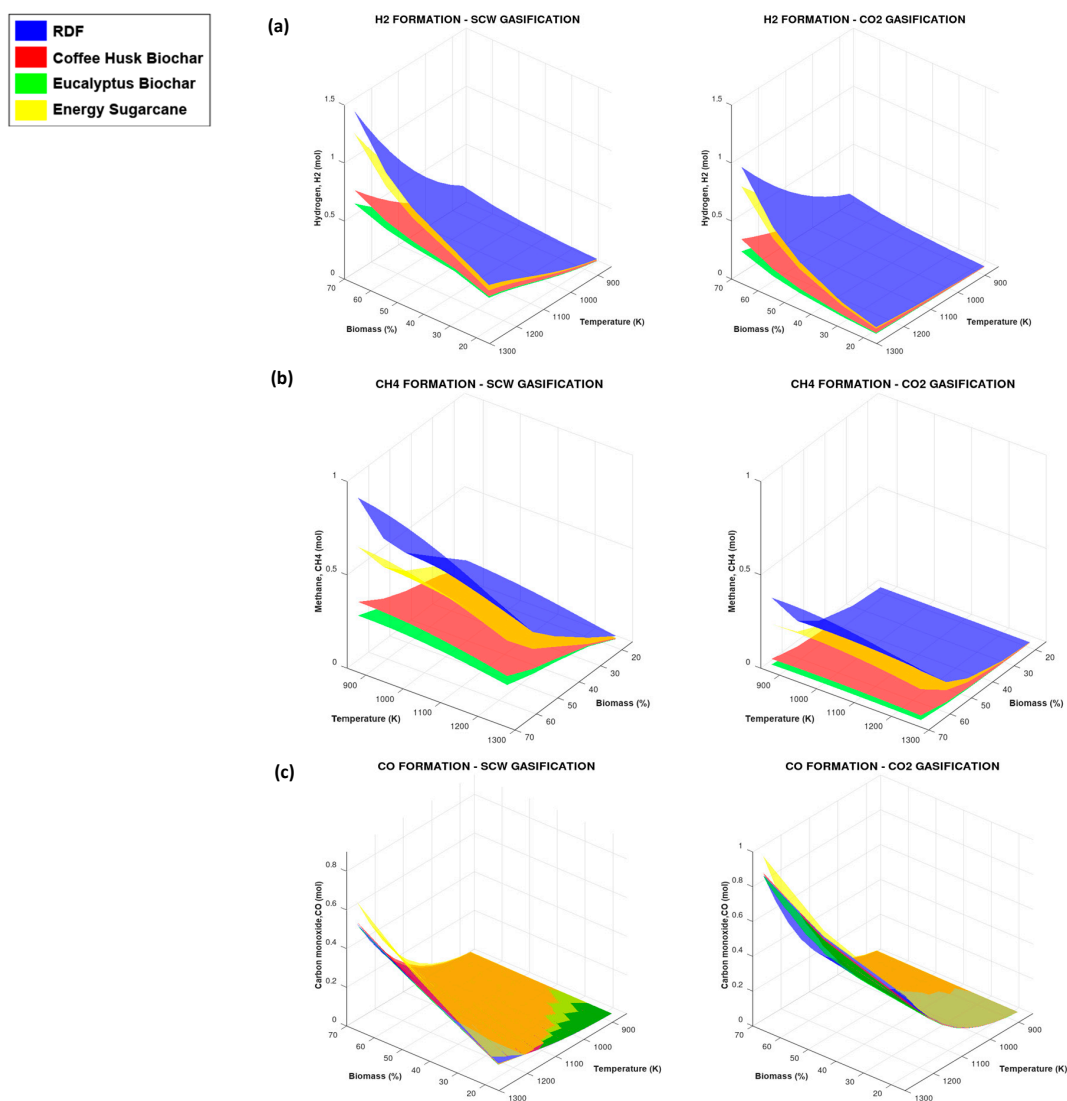 RDF
Coffee Husk Biochar
Eucalyptus Biochar
Energy Sugarcane
(a)
H2 FORMATION - SCW GASIFICATION
Hydrogen, H2 (mol)
1.5
1
0.5
0
70
60
50
40
30
20
Biomass (%)
900
1000
1100
1200
1300
Temperature (K)
H2 FORMATION - CO2 GASIFICATION
Hydrogen, H2 (mol)
1.5
1
0.5
0
70
60
50
40
30
20
Biomass (%)
900
1000
1100
1200
1300
Temperature (K)
(b)
CH4 FORMATION - SCW GASIFICATION
Methane, CH4 (mol)
1
0.5
0
900
1000
1100
1200
1300
Temperature (K)
20
30
40
50
60
70
Biomass (%)
CH4 FORMATION - CO2 GASIFICATION
Methane, CH4 (mol)
1
0.5
0
900
1000
1100
1200
1300
Temperature (K)
20
30
40
50
60
70
Biomass (%)
(c)
CO FORMATION - SCW GASIFICATION
Carbon monoxide,CO (mol)
0.8
0.6
0.4
0.2
0
70
60
50
40
30
20
Biomass (%)
900
1000
1100
1200
1300
Temperature (K)
CO FORMATION - CO2 GASIFICATION
Carbon monoxide,CO (mol)
1
0.8
0.6
0.4
0.2
0
70
60
50
40
30
20
Biomass (%)
900
1000
1100
1200
1300
Temperature (K)